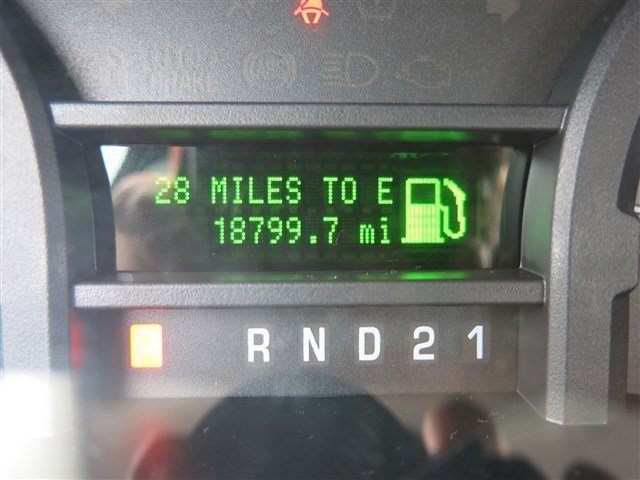 28 MILES TO E
18799.7 mi
P R N D 2 1